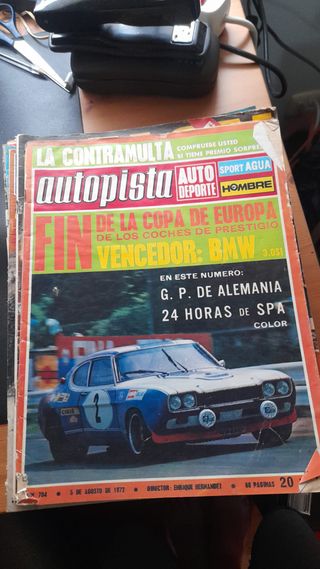 LA CONTRAMULTA
COMPRUEBE USTED
SI TIENE PREMIO SORPRESA
autopista
AUTO
DEPORTE
SPORT AGUA
HOMBRE
FIN DE LA COPA DE EUROPA
DE LOS COCHES DE PRESTIGIO
VENCEDOR: BMW 3.0SI
EN ESTE NUMERO:
G. P. DE ALEMANIA
24 HORAS DE SPA
COLOR
2
704
5 DE AGOSTO DE 1972
DIRECTOR: ENRIQUE HERNANDEZ
PAGINAS 20